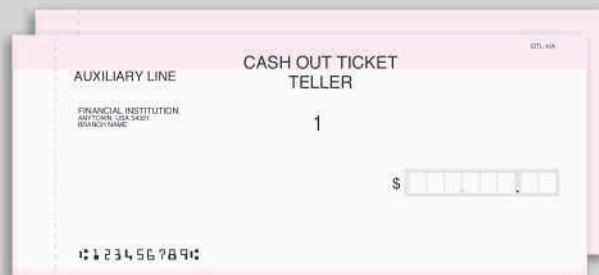 AUXILIARY LINE
CASH OUT TICKET
TELLER
FINANCIAL INSTITUTION
ANYTOWN, USA 54321
BRANCH NAME
1
$
⑆123456789⑆